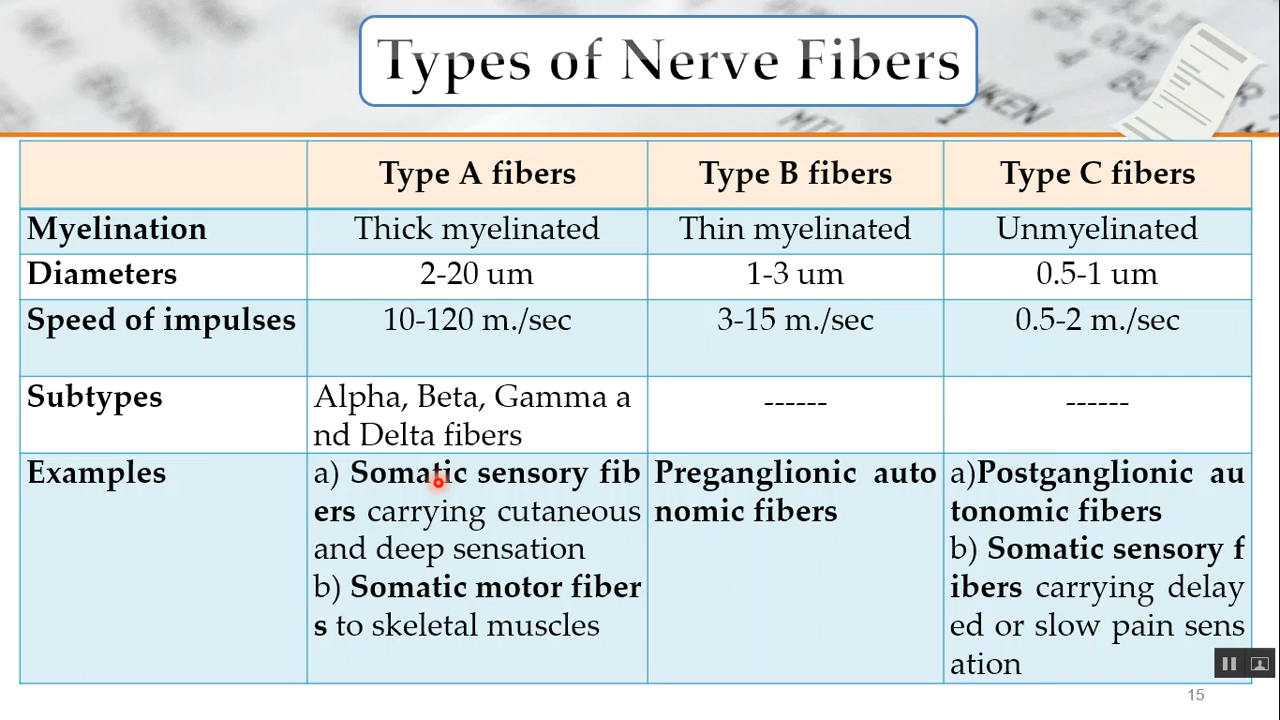 Types of Nerve Fibers
Type A fibers Type B fibers Type C fibers
Myelination Thick myelinated Thin myelinated Unmyelinated
Diameters 2-20 um 1-3 um 0.5-1 um
Speed of impulses 10-120 m./sec 3-15 m./sec 0.5-2 m./sec
Subtypes Alpha, Beta, Gamma a ------ ------
nd Delta fibers
Examples a) Somatic sensory fib Preganglionic auto a)Postganglionic au
ers carrying cutaneous nomic fibers tonomic fibers
and deep sensation b) Somatic sensory f
b) Somatic motor fiber ibers carrying delay
s to skeletal muscles ed or slow pain sens
ation
15